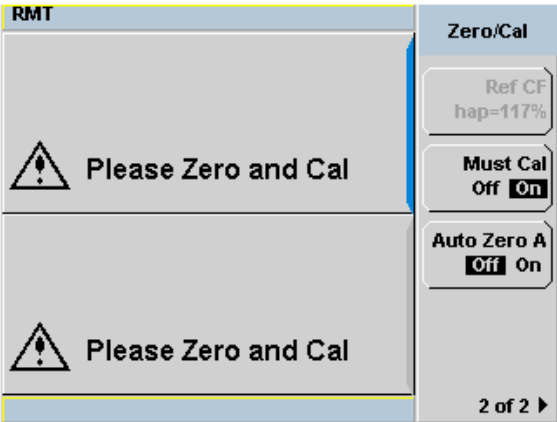 RMT
Please Zero and Cal
Please Zero and Cal
Zero/Cal
Ref CF
hap=117%
Must Cal
Off On
Auto Zero A
Off On
2 of 2